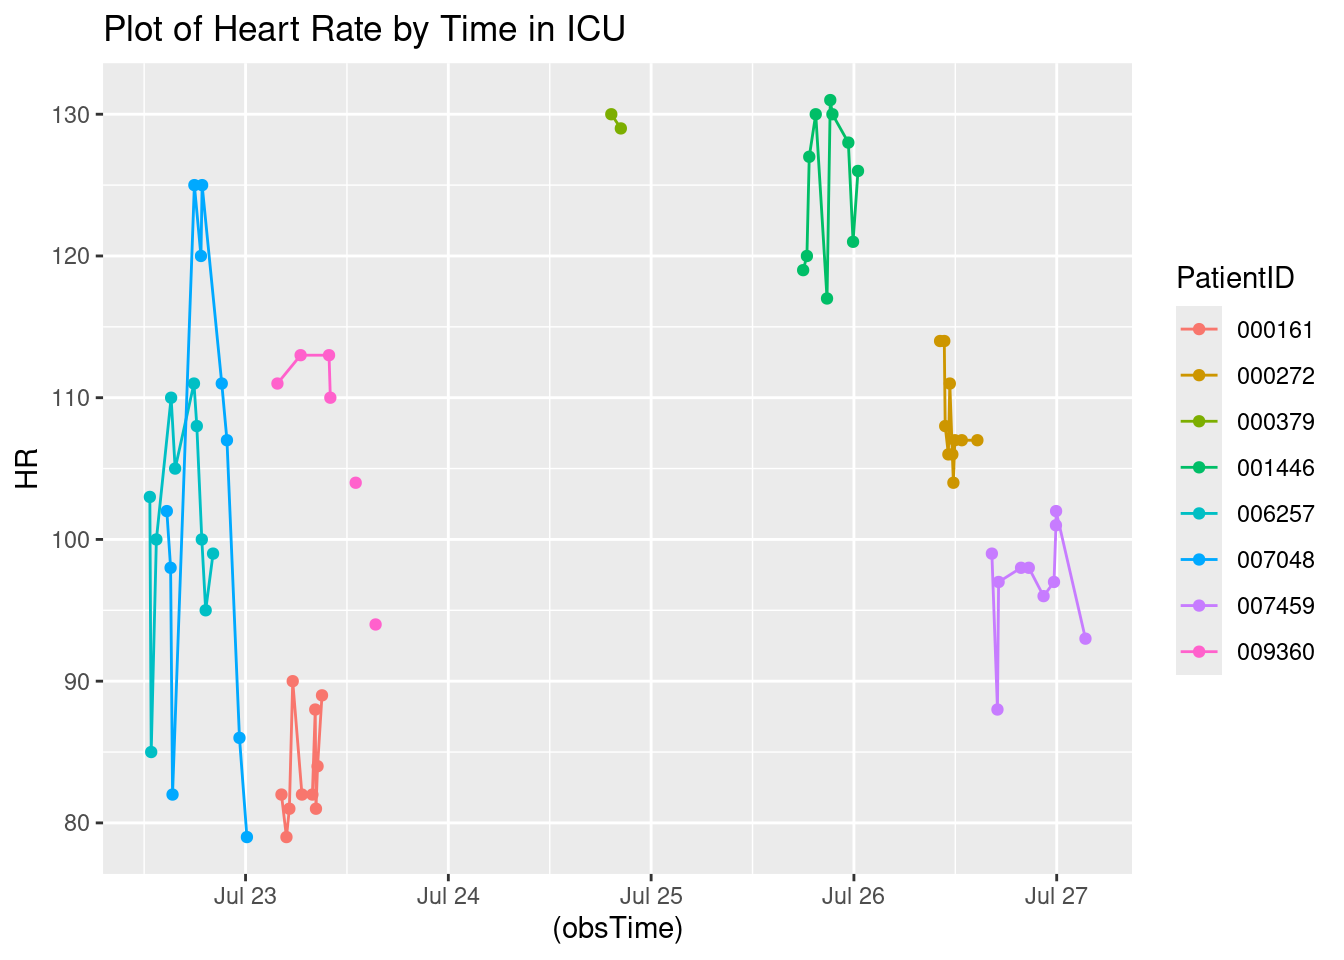 Plot of Heart Rate by Time in ICU
130
120
110
100
90
80
HR
Jul 23 Jul 24 Jul 25 Jul 26 Jul 27
(obsTime)
PatientID
000161
000272
000379
001446
006257
007048
007459
009360